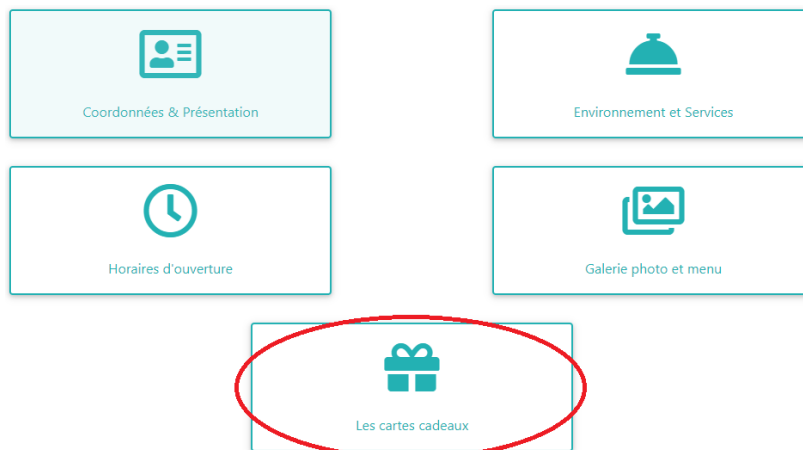 Coordonnées & Présentation
Environnement et Services
Horaires d'ouverture
Galerie photo et menu
Les cartes cadeaux